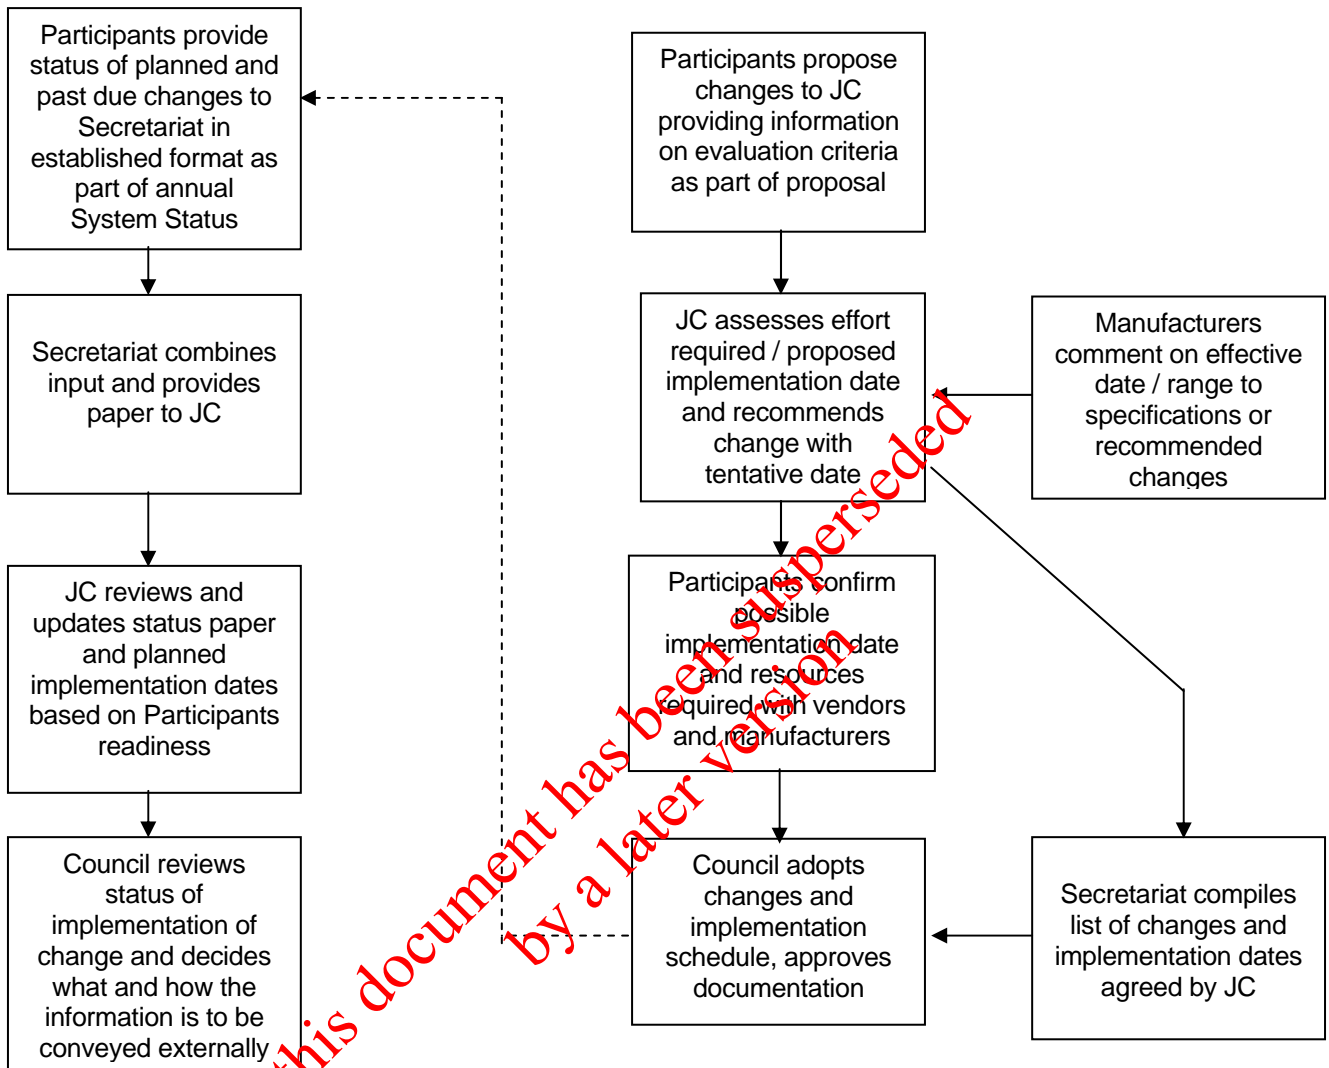 Participants provide
status of planned and
past due changes to
Secretariat in
established format as
part of annual
System Status
Secretariat combines
input and provides
paper to JC
JC reviews and
updates status paper
and planned
implementation dates
based on Participants
readiness
Council reviews
status of
implementation of
change and decides
what and how the
information is to be
conveyed externally
Participants propose
changes to JC
providing information
on evaluation criteria
as part of proposal
JC assesses effort
required / proposed
implementation date
and recommends
change with
tentative date
Participants confirm
possible
implementation date
and resources
required with vendors
and manufacturers
Council adopts
changes and
implementation
schedule, approves
documentation
Manufacturers
comment on effective
date / range to
specifications or
recommended
changes
Secretariat compiles
list of changes and
implementation dates
agreed by JC
this document has been superseded
by a later version